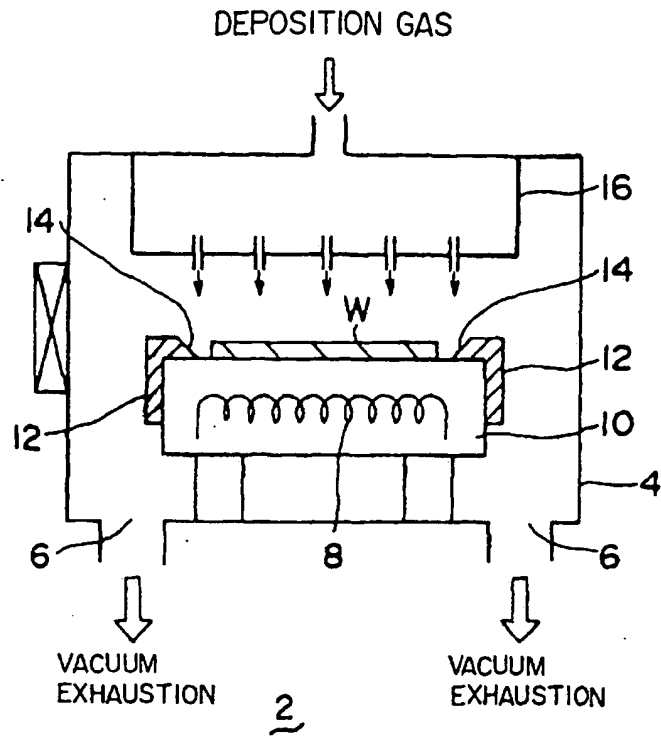 DEPOSITION GAS
16
14
14
W
12
12
10
4
6
8
6
VACUUM
EXHAUSTION
VACUUM
EXHAUSTION
2